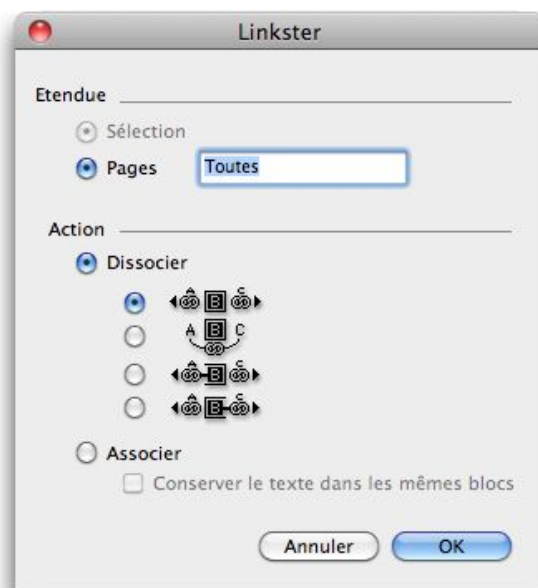 Linkster
Etendue
Sélection
Pages Toutes
Action
Dissocier
A B C
A B C
A B C
A B C
Associer
Conserver le texte dans les mêmes blocs
Annuler OK